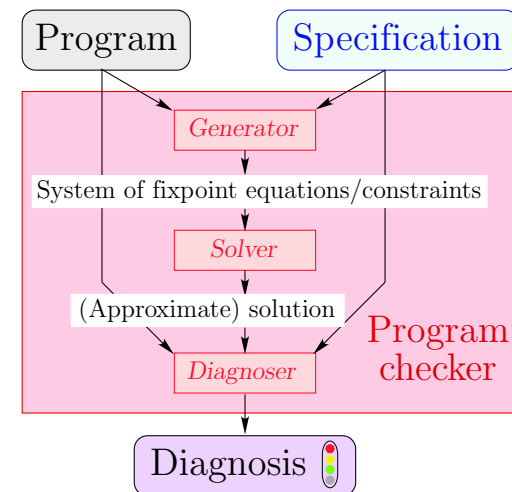 Program
Specification
Generator
System of fixpoint equations/constraints
Solver
(Approximate) solution
Program
checker
Diagnoser
Diagnosis